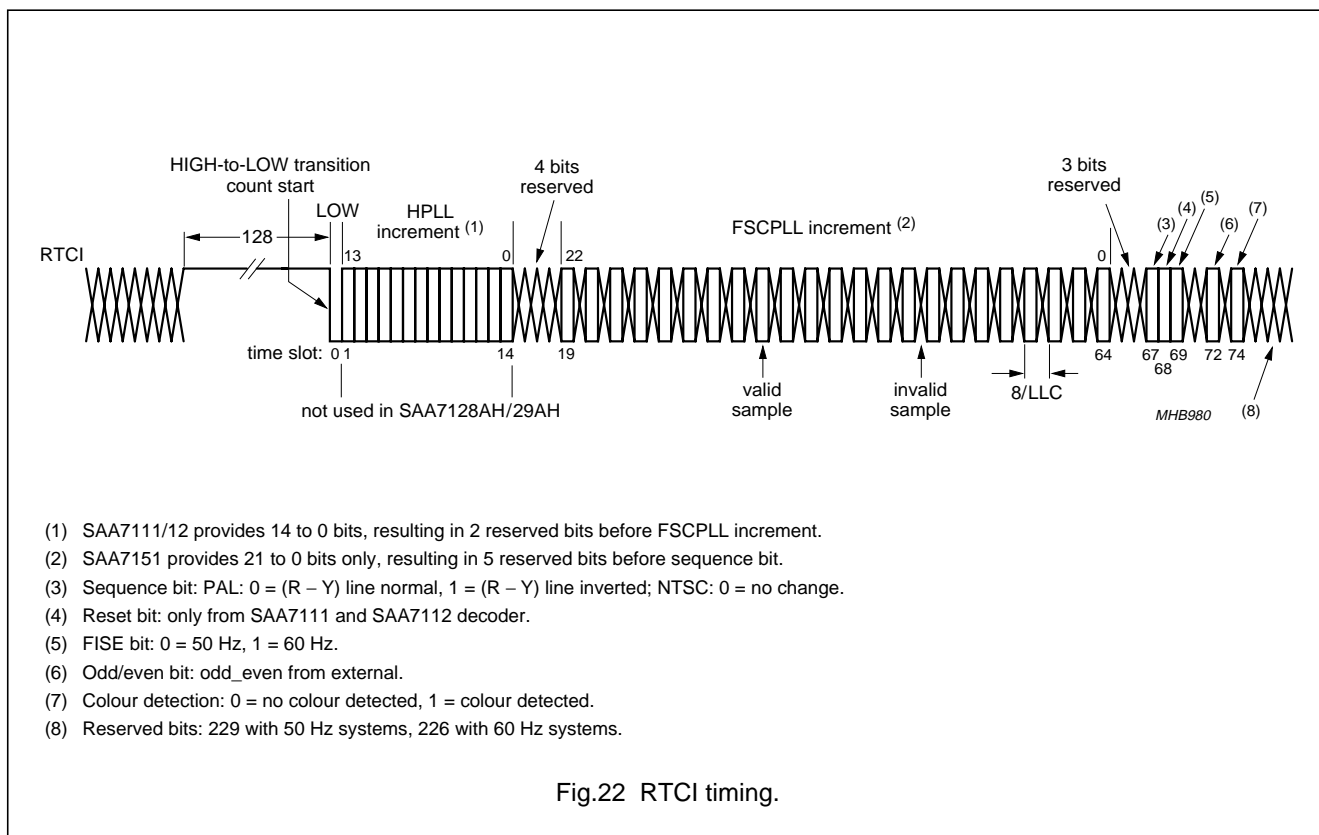 HIGH-to-LOW transition
count start
4 bits
reserved
3 bits
reserved
LOW
HPLL
increment (1)
FSCPLL increment (2)
(3)
(4)
(5)
(6)
(7)
128
RTCI
13
0
22
0
time slot:
0 1
14
19
64
67
68
69
72
74
not used in SAA7128AH/29AH
valid
sample
invalid
sample
8/LLC
MHB980
(8)
(1) SAA7111/12 provides 14 to 0 bits, resulting in 2 reserved bits before FSCPLL increment.
(2) SAA7151 provides 21 to 0 bits only, resulting in 5 reserved bits before sequence bit.
(3) Sequence bit: PAL: 0 = (R − Y) line normal, 1 = (R − Y) line inverted; NTSC: 0 = no change.
(4) Reset bit: only from SAA7111 and SAA7112 decoder.
(5) FISE bit: 0 = 50 Hz, 1 = 60 Hz.
(6) Odd/even bit: odd_even from external.
(7) Colour detection: 0 = no colour detected, 1 = colour detected.
(8) Reserved bits: 229 with 50 Hz systems, 226 with 60 Hz systems.
Fig.22 RTCI timing.